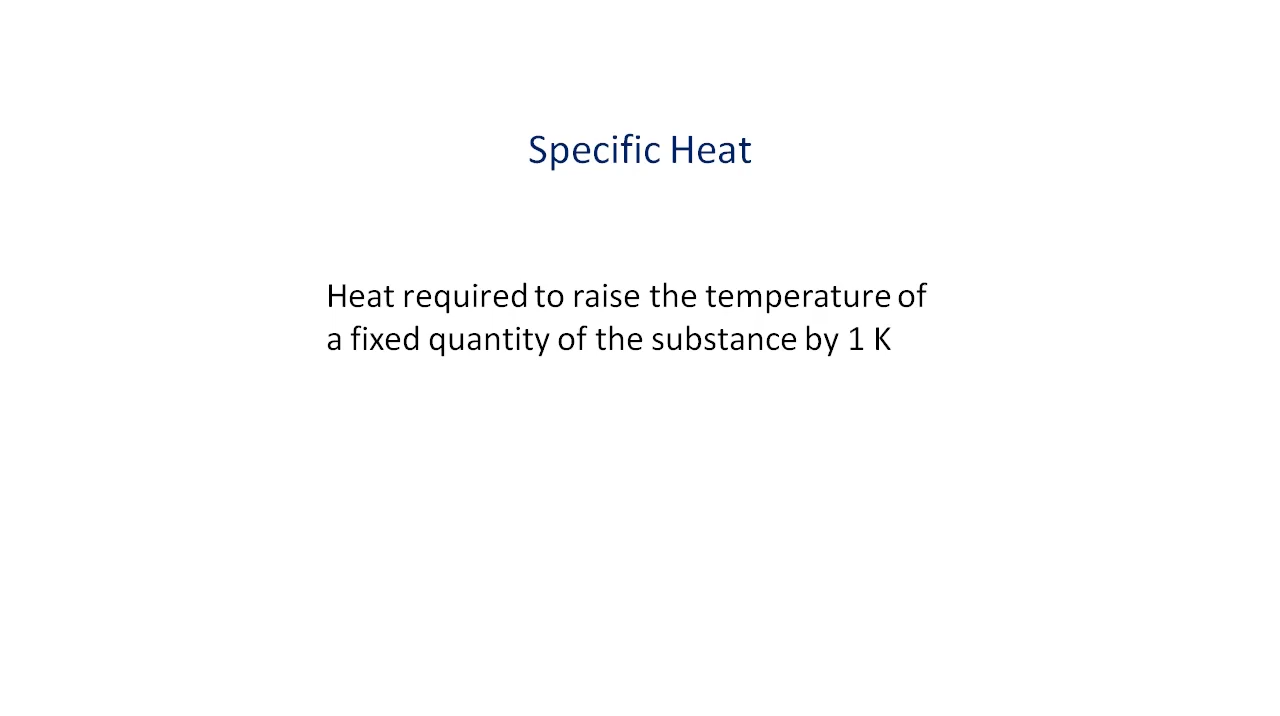 Specific Heat
Heat required to raise the temperature of
a fixed quantity of the substance by 1 K